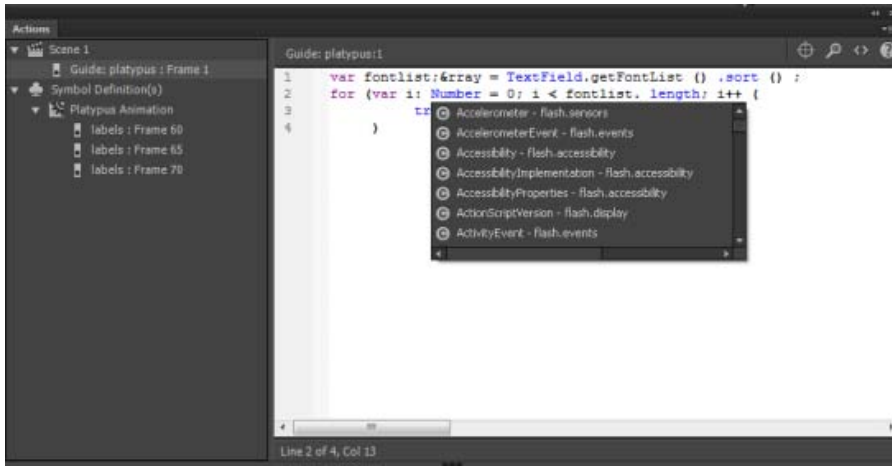 Actions
Scene 1
Guide: platypus : Frame 1
Symbol Definition(s)
Platypus Animation
labels : Frame 60
labels : Frame 65
labels : Frame 70
Guide: platypus:1
1 var fontlist;&rray = TextField.getFontList () .sort () ;
2 for (var i: Number = 0; i < fontlist. length; i++ (
3 tr
4 )
Accelerometer - flash.sensors
AccelerometerEvent - flash.events
Accessibility - flash.accessibility
AccessibilityImplementation - flash.accessibility
AccessibilityProperties - flash.accessibility
ActionScriptVersion - flash.display
ActivityEvent - flash.events
Line 2 of 4, Col 13